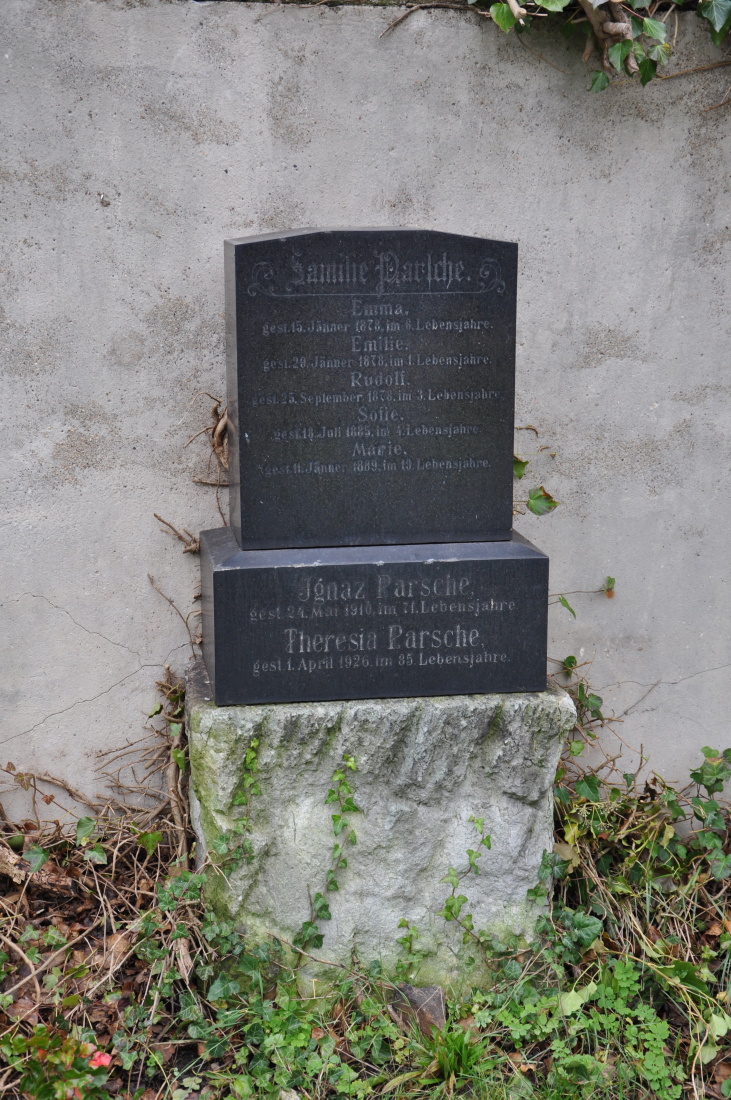 Familie Parsche.
Emma,
gest. 15. Jänner 1878, im 6. Lebensjahre.
Emilie,
gest. 20. Jänner 1878, im 1. Lebensjahre.
Rudolf,
gest. 25. September 1878, im 3. Lebensjahre,
Sofie,
gest. 18. Juli 1885, im 4. Lebensjahre
Marie,
gest. 11. Jänner 1889, im 19. Lebensjahre.
Ignaz Parsche,
gest 24. Mai 1910, im 71. Lebensjahre
Theresia Parsche,
gest 1. April 1926, im 85. Lebensjahre.